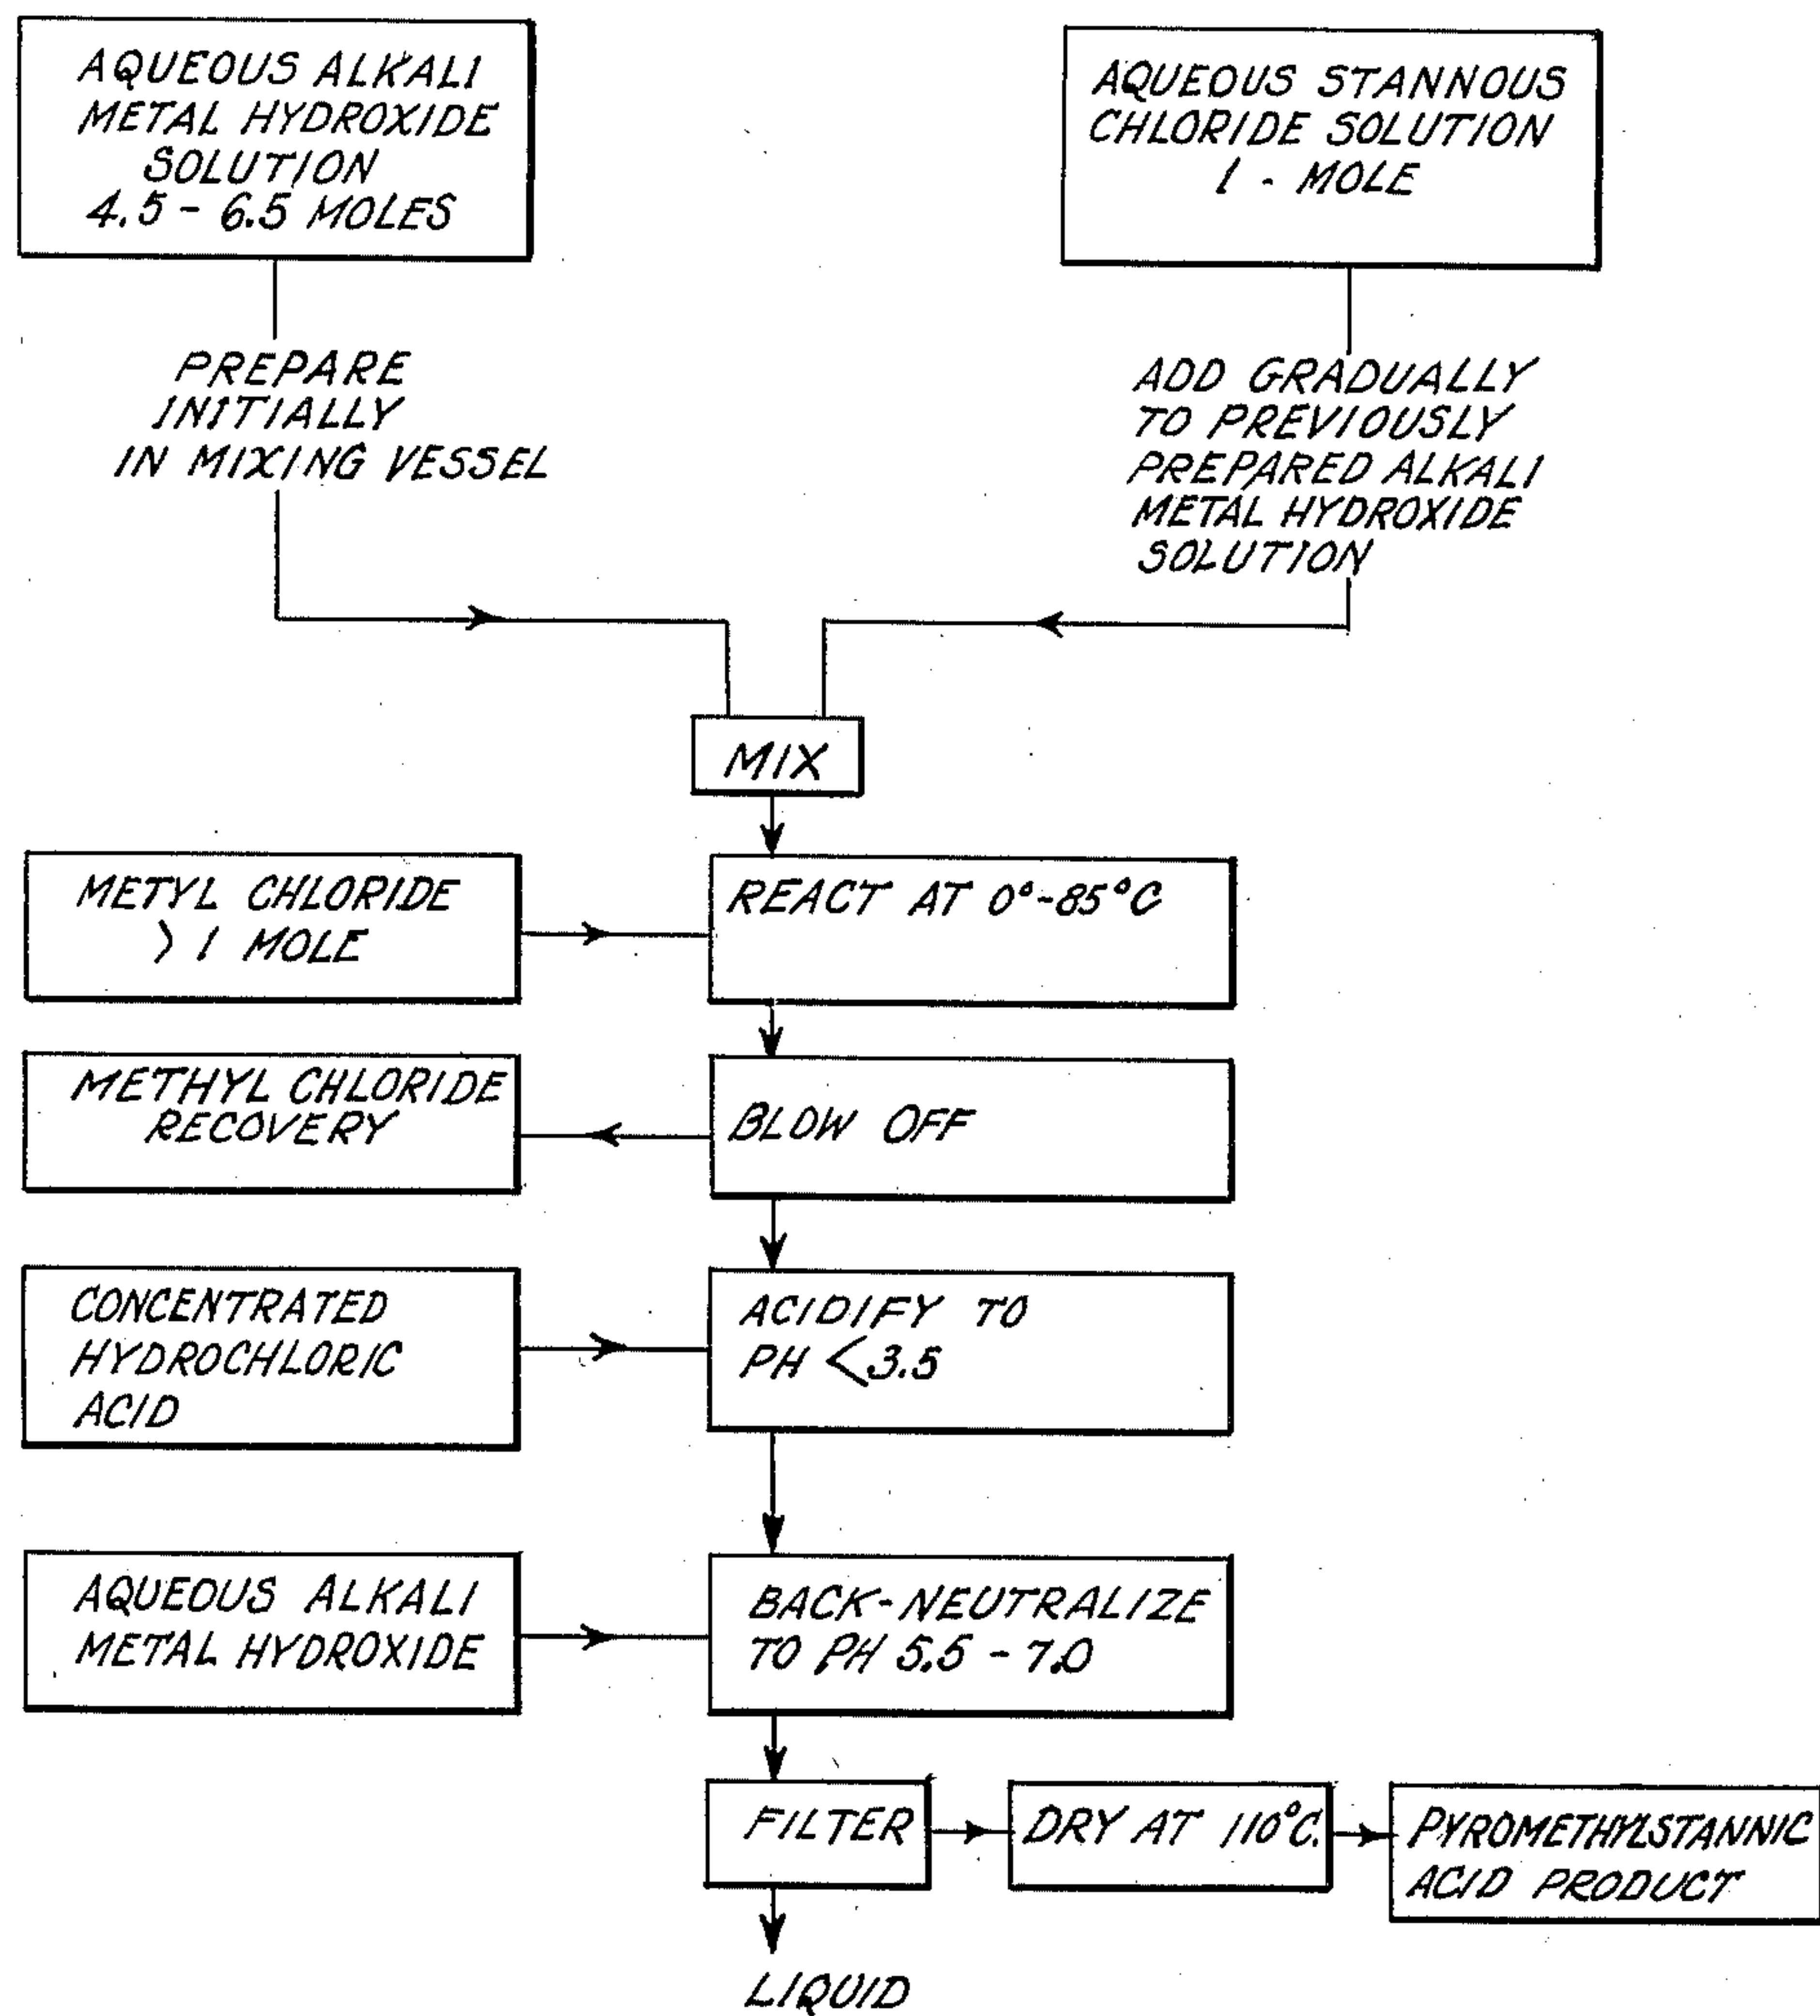 AQUEOUS ALKALI
METAL HYDROXIDE
SOLUTION
4.5 - 6.5 MOLES
AQUEOUS STANNOUS
CHLORIDE SOLUTION
1 - MOLE
PREPARE
INITIALLY
IN MIXING VESSEL
ADD GRADUALLY
TO PREVIOUSLY
PREPARED ALKALI
METAL HYDROXIDE
SOLUTION
MIX
METYL CHLORIDE
> 1 MOLE
REACT AT 0°-85°C
METHYL CHLORIDE
RECOVERY
BLOW OFF
CONCENTRATED
HYDROCHLORIC
ACID
ACIDIFY TO
PH <3.5
AQUEOUS ALKALI
METAL HYDROXIDE
BACK-NEUTRALIZE
TO PH 5.5 - 7.0
FILTER
DRY AT 110°C.
PYROMETHYLSTANNIC
ACID PRODUCT
LIQUID